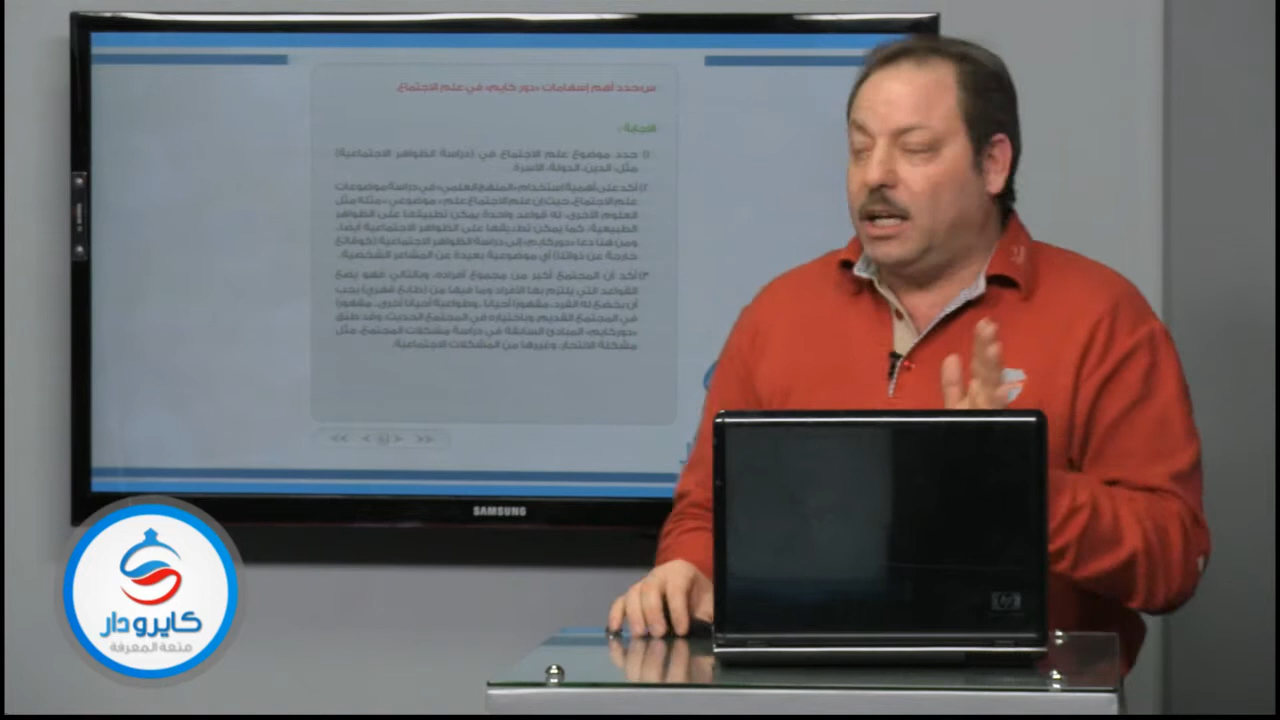 س:حدد أهم إسهامات «دور كايم» في علم الاجتماع.
الإجابة :
١) حدد موضوع علم الاجتماع في (دراسة الظواهر الاجتماعية)
مثل: الدين، الدولة، الأسرة.
٢) أكد على أهمية استخدام «المنهج العلمي» في دراسة موضوعات
علم الاجتماع، حيث إن علم الاجتماع علم « موضوعي » مثله مثل
العلوم الأخرى، له قواعد واحدة يمكن تطبيقها على الظواهر
الطبيعية، كما يمكن تطبيقها على الظواهر الاجتماعية أيضا،
ومن هنا دعا «دوركايم» إلى دراسة الظواهر الاجتماعية (كوقائع
خارجة عن ذواتنا) أي موضوعية بعيدة عن المشاعر الشخصية.
٣) أكد أن المجتمع أكبر من مجموع أفراده، وبالتالي فهو يضع
القواعد التي يلتزم بها الأفراد وما فيها من (طابع قهري) يجب
أن يخضع له الفرد، مقهورا أحيانا ..وطواعية أحيانا أخرى.. مقهورا
في المجتمع القديم، وباختياره في المجتمع الحديث، وقد طبق
«دوركايم» المبادئ السابقة في دراسة مشكلات المجتمع، مثل
مشكلة الانتحار، وغيرها من المشكلات الاجتماعية.
SAMSUNG
hp
كايرودار
متعة المعرفة